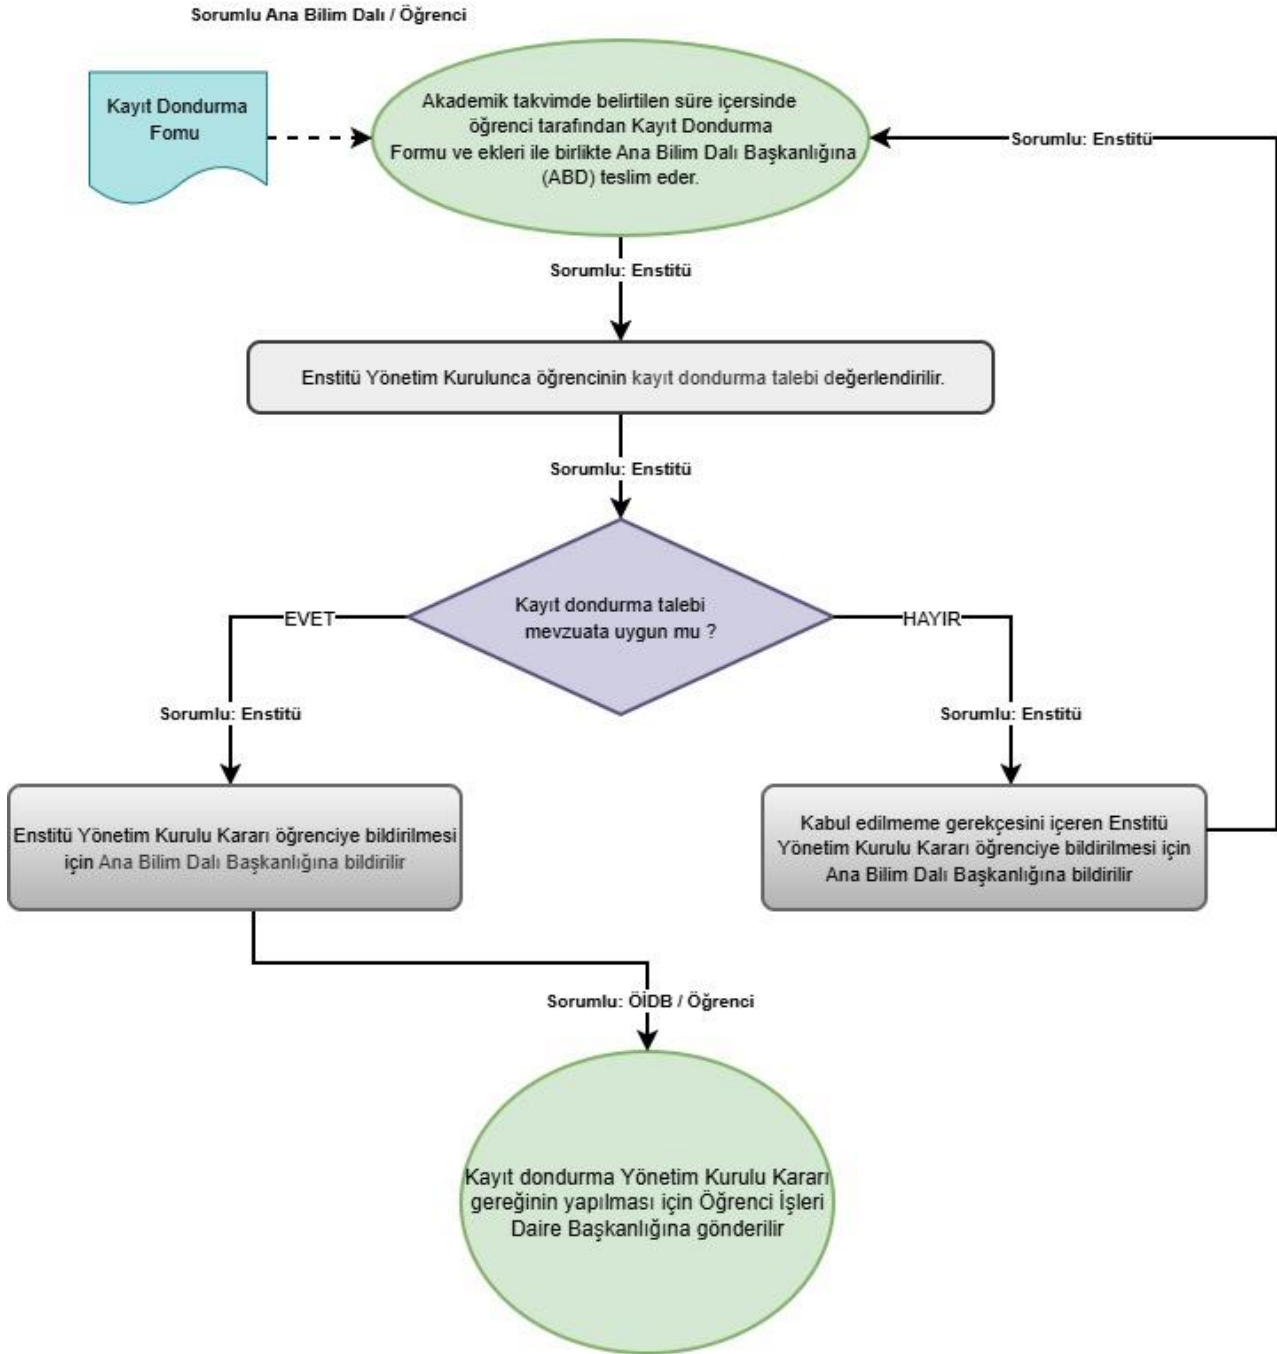 Sorumlu Ana Bilim Dalı / Öğrenci
Kayıt Dondurma
Fomu
Akademik takvimde belirtilen süre içersinde
öğrenci tarafından Kayıt Dondurma
Formu ve ekleri ile birlikte Ana Bilim Dalı Başkanlığına
(ABD) teslim eder.
Sorumlu: Enstitü
Sorumlu: Enstitü
Enstitü Yönetim Kurulunca öğrencinin kayıt dondurma talebi değerlendirilir.
Sorumlu: Enstitü
Kayıt dondurma talebi
mevzuata uygun mu ?
EVET
HAYIR
Sorumlu: Enstitü
Sorumlu: Enstitü
Enstitü Yönetim Kurulu Kararı öğrenciye bildirilmesi
için Ana Bilim Dalı Başkanlığına bildirilir
Kabul edilmeme gerekçesini içeren Enstitü
Yönetim Kurulu Kararı öğrenciye bildirilmesi için
Ana Bilim Dalı Başkanlığına bildirilir
Sorumlu: ÖİDB / Öğrenci
Kayıt dondurma Yönetim Kurulu Kararı
gereğinin yapılması için Öğrenci İşleri
Daire Başkanlığına gönderilir